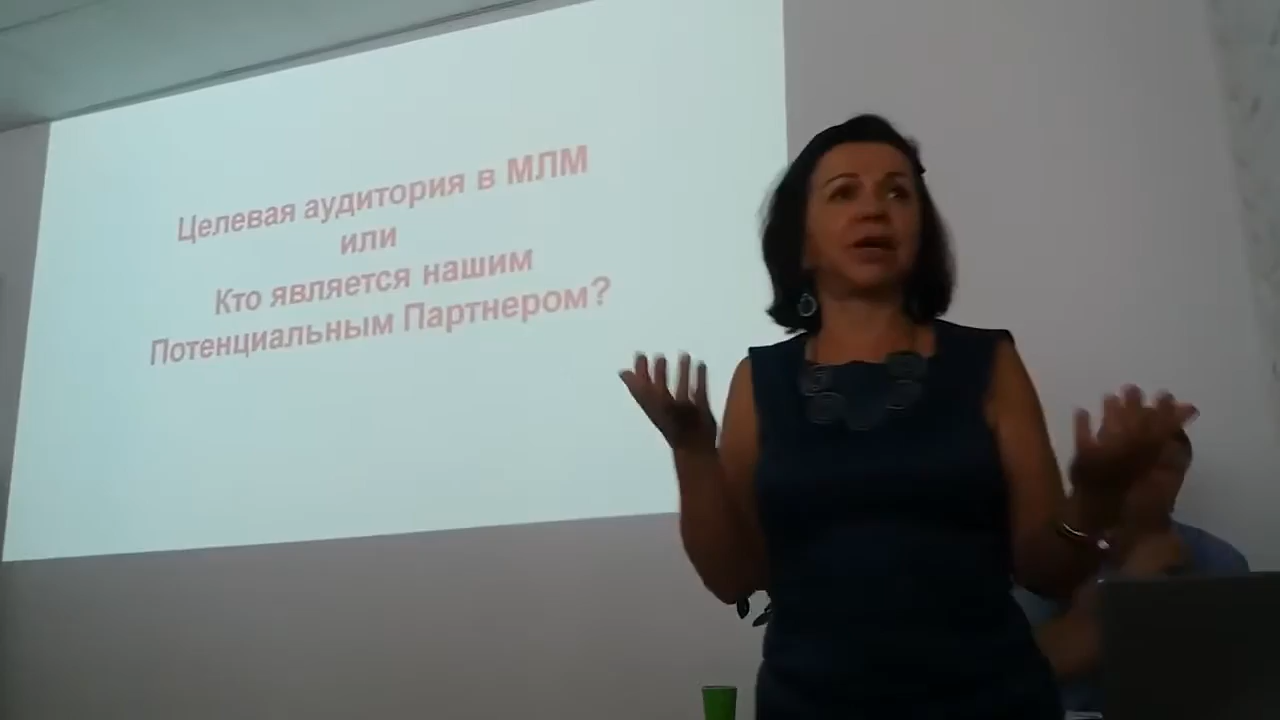 Целевая аудитория в МЛМ
или
Кто является нашим
Потенциальным Партнером?